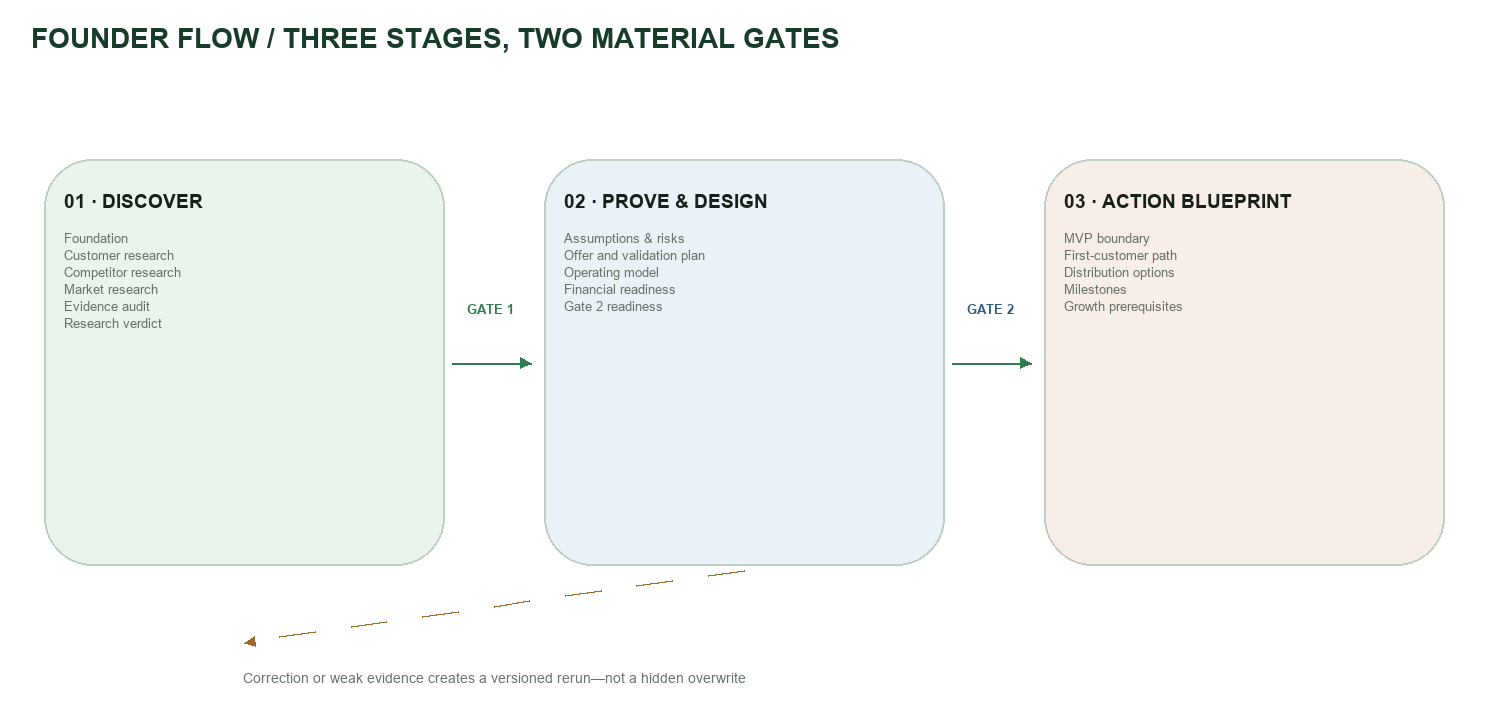 FOUNDER FLOW / THREE STAGES, TWO MATERIAL GATES
01 · DISCOVER
Foundation
Customer research
Competitor research
Market research
Evidence audit
Research verdict
GATE 1
02 · PROVE & DESIGN
Assumptions & risks
Offer and validation plan
Operating model
Financial readiness
Gate 2 readiness
GATE 2
03 · ACTION BLUEPRINT
MVP boundary
First-customer path
Distribution options
Milestones
Growth prerequisites
Correction or weak evidence creates a versioned rerun—not a hidden overwrite